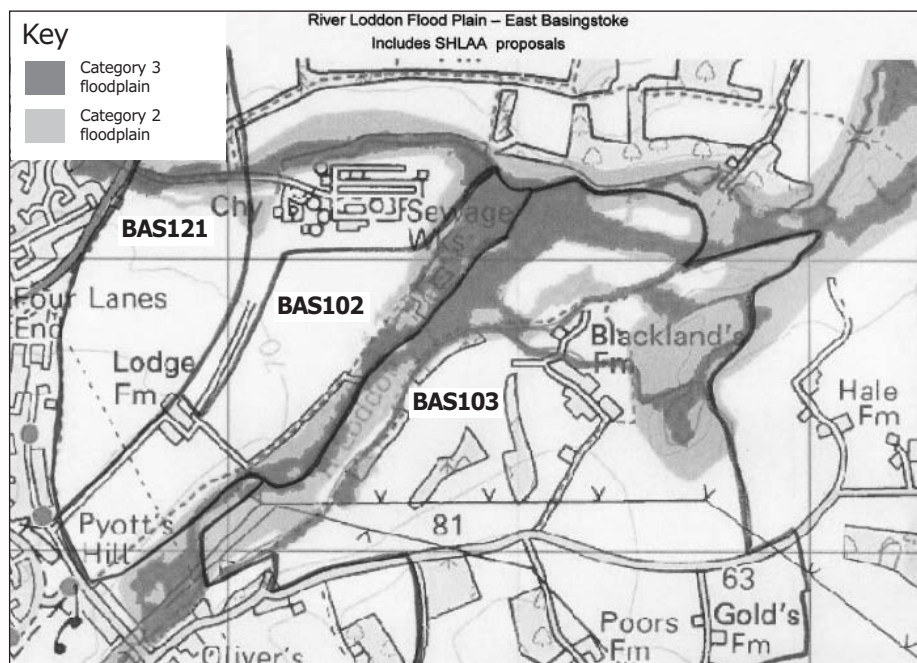 River Loddon Flood Plain – East Basingstoke
Includes SHLAA proposals
Key
Category 3
floodplain
Category 2
floodplain
Chy
Sewage
Wks
BAS121
BAS102
Four Lanes
End
Lodge
Fm
70
Loddon
Blackland's
Fm
BAS103
Hale
Fm
Pyott's
Hill
81
63
Poors
Fm
Gold's
Fm
Oliver's